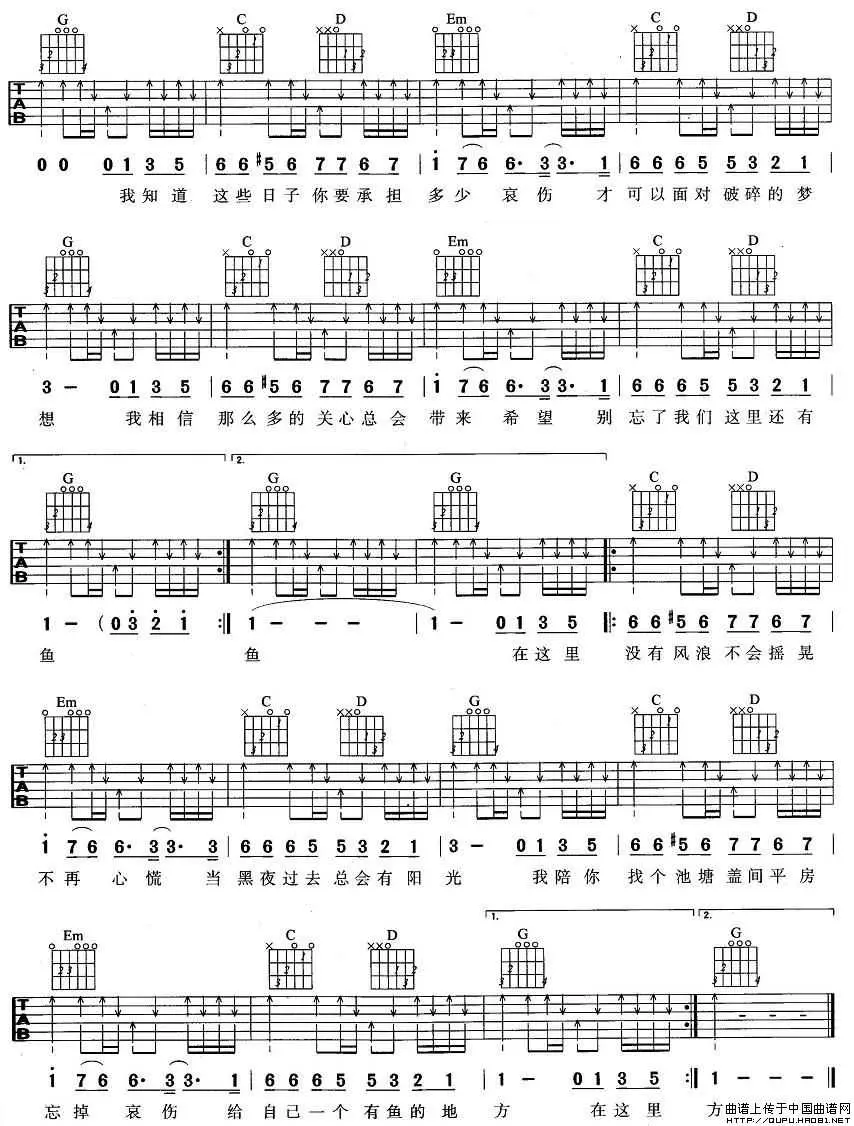 G C D Em C D
T A B
0 0 0 1 3 5 | 6 6 #5 6 7 7 6 7 | i 7 6 6· 3 3· 1 | 6 6 6 5 5 3 2 1
我知道 这些日子你要承担 多少 哀伤 才 可以面对破碎的梦
G C D Em C D
T A B
3 – 0 1 3 5 | 6 6 #5 6 7 7 6 7 | i 7 6 6· 3 3· 1 | 6 6 6 5 5 3 2 1
想 我相信 那么多的关心总会 带来 希望 别 忘了我们这里还有
1. 2.
G G G C D
T A B
1 – (0 3 2 1 :|| 1 – – – | 1 – 0 1 3 5 ||: 6 6 #5 6 7 7 6 7
鱼 鱼 在这里 没有风浪不会摇晃
Em C D G C D
T A B
i 7 6 6· 3 3· 3 | 6 6 6 5 5 3 2 1 | 3 – 0 1 3 5 | 6 6 #5 6 7 7 6 7
不再 心慌 当 黑夜过去总会有阳 光 我陪你 找个池塘盖间平房
1. 2.
Em C D G G
T A B
i 7 6 6· 3 3· 1 | 6 6 6 5 5 3 2 1 | 1 – 0 1 3 5 :|| 1 – – –
忘掉 哀伤 给 自己一个有鱼的地 方 在这里 方
曲谱上传于中国曲谱网
HTTP://QUPU.HAO81.NET